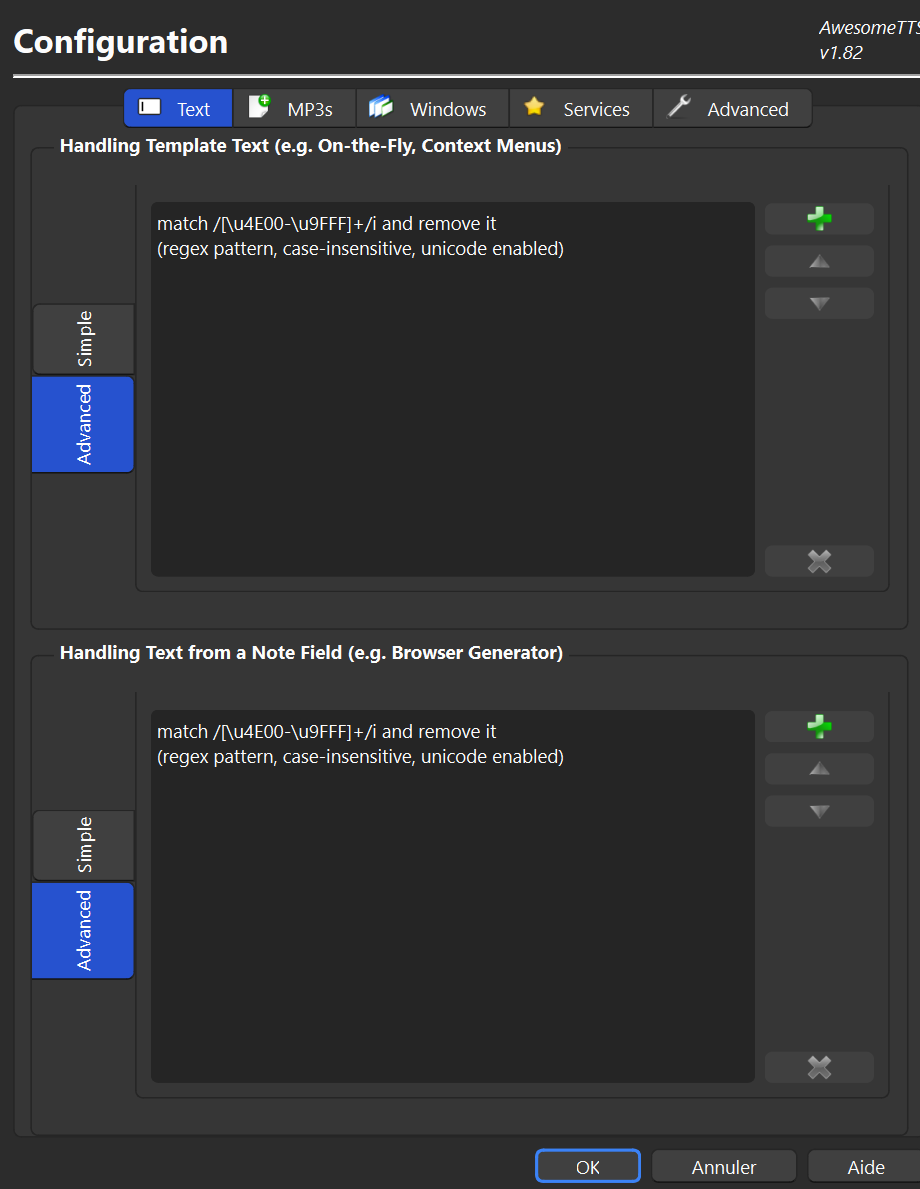 Configuration
AwesomeTTS
v1.82
Text
MP3s
Windows
Services
Advanced
Handling Template Text (e.g. On-the-Fly, Context Menus)
match /[\u4E00-\u9FFF]+/i and remove it
(regex pattern, case-insensitive, unicode enabled)
Simple
Advanced
Handling Text from a Note Field (e.g. Browser Generator)
match /[\u4E00-\u9FFF]+/i and remove it
(regex pattern, case-insensitive, unicode enabled)
Simple
Advanced
OK
Annuler
Aide